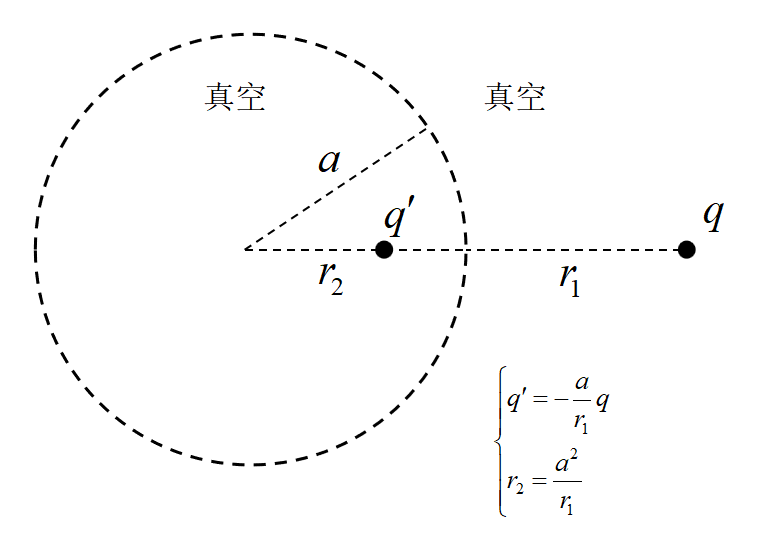 真空 真空
a
q′ q
r₂ r₁
q′ = −a/r₁ q
r₂ = a²/r₁